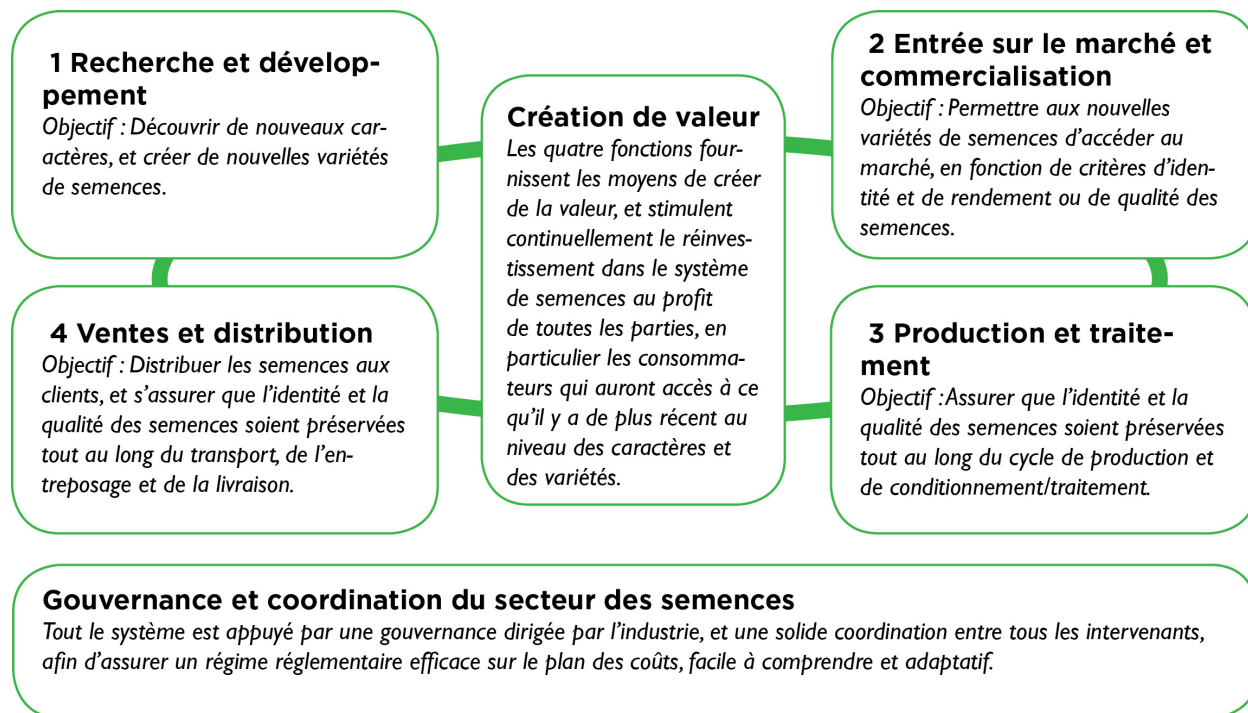 1 Recherche et dévelop-
pement
Objectif : Découvrir de nouveaux car-
actères, et créer de nouvelles variétés
de semences.
2 Entrée sur le marché et
commercialisation
Objectif : Permettre aux nouvelles
variétés de semences d’accéder au
marché, en fonction de critères d’iden-
tité et de rendement ou de qualité des
semences.
Création de valeur
Les quatre fonctions four-
nissent les moyens de créer
de la valeur, et stimulent
continuellement le réinves-
tissement dans le système
de semences au profit
de toutes les parties, en
particulier les consomma-
teurs qui auront accès à ce
qu’il y a de plus récent au
niveau des caractères et
des variétés.
4 Ventes et distribution
Objectif : Distribuer les semences aux
clients, et s’assurer que l’identité et la
qualité des semences soient préservées
tout au long du transport, de l’en-
treposage et de la livraison.
3 Production et traite-
ment
Objectif : Assurer que l’identité et la
qualité des semences soient préservées
tout au long du cycle de production et
de conditionnement/traitement.
Gouvernance et coordination du secteur des semences
Tout le système est appuyé par une gouvernance dirigée par l’industrie, et une solide coordination entre tous les intervenants,
afin d’assurer un régime réglementaire efficace sur le plan des coûts, facile à comprendre et adaptatif.